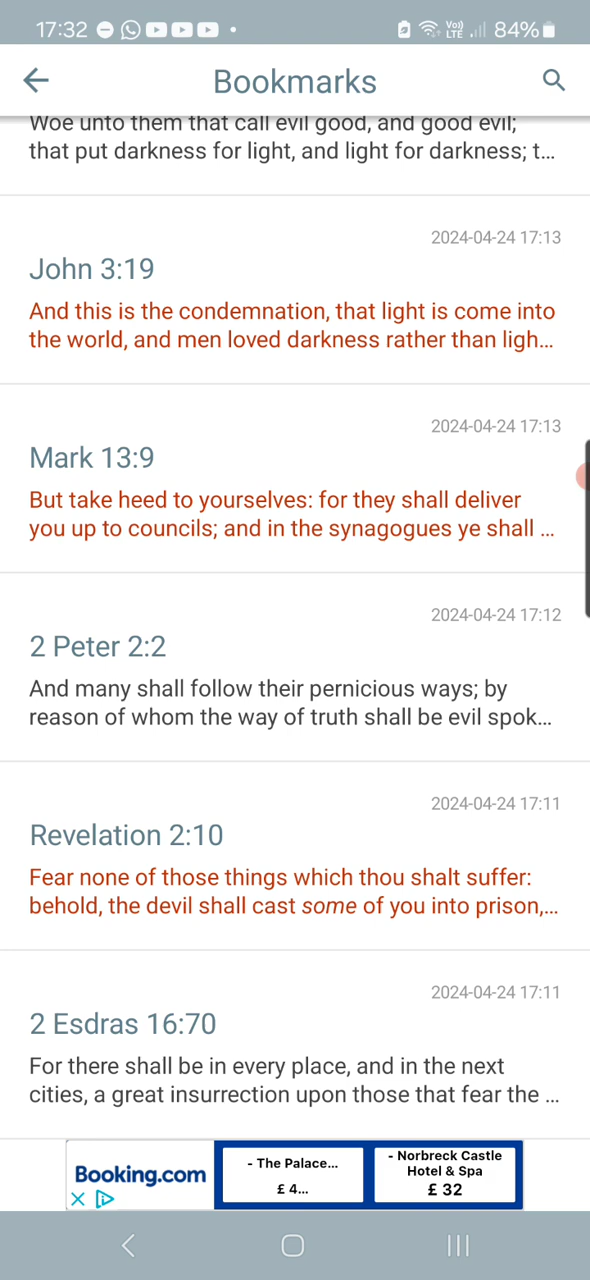 17:32
Vo))
LTE
84%
Bookmarks
Woe unto them that call evil good, and good evil;
that put darkness for light, and light for darkness; t...
2024-04-24 17:13
John 3:19
And this is the condemnation, that light is come into
the world, and men loved darkness rather than ligh...
2024-04-24 17:13
Mark 13:9
But take heed to yourselves: for they shall deliver
you up to councils; and in the synagogues ye shall ...
2024-04-24 17:12
2 Peter 2:2
And many shall follow their pernicious ways; by
reason of whom the way of truth shall be evil spok...
2024-04-24 17:11
Revelation 2:10
Fear none of those things which thou shalt suffer:
behold, the devil shall cast some of you into prison,...
2024-04-24 17:11
2 Esdras 16:70
For there shall be in every place, and in the next
cities, a great insurrection upon those that fear the ...
Booking.com
- The Palace...
£ 4...
- Norbreck Castle
Hotel & Spa
£ 32